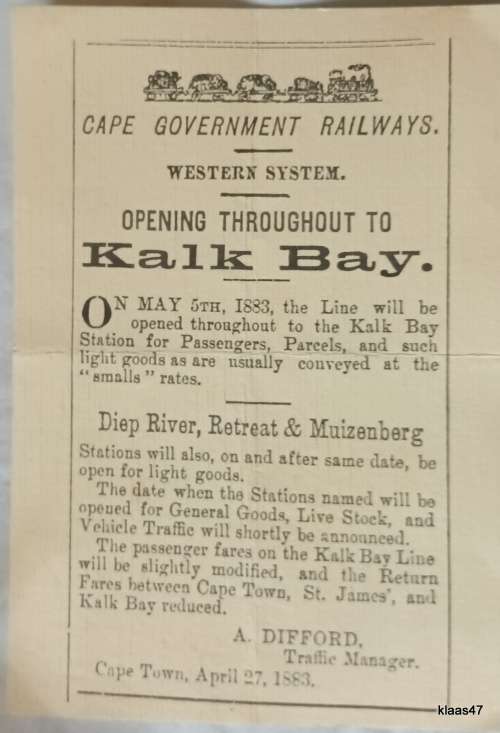 CAPE GOVERNMENT RAILWAYS.
WESTERN SYSTEM.
OPENING THROUGHOUT TO
Kalk Bay.
ON MAY 5TH, 1883, the Line will be
opened throughout to the Kalk Bay
Station for Passengers, Parcels, and such
light goods as are usually conveyed at the
"smalls" rates.
Diep River, Retreat & Muizenberg
Stations will also, on and after same date, be
open for light goods.
The date when the Stations named will be
opened for General Goods, Live Stock, and
Vehicle Traffic will shortly be announced.
The passenger fares on the Kalk Bay Line
will be slightly modified, and the Return
Fares between Cape Town, St. James', and
Kalk Bay reduced.
A. DIFFORD,
Traffic Manager.
Cape Town, April 27, 1883.
klaas47